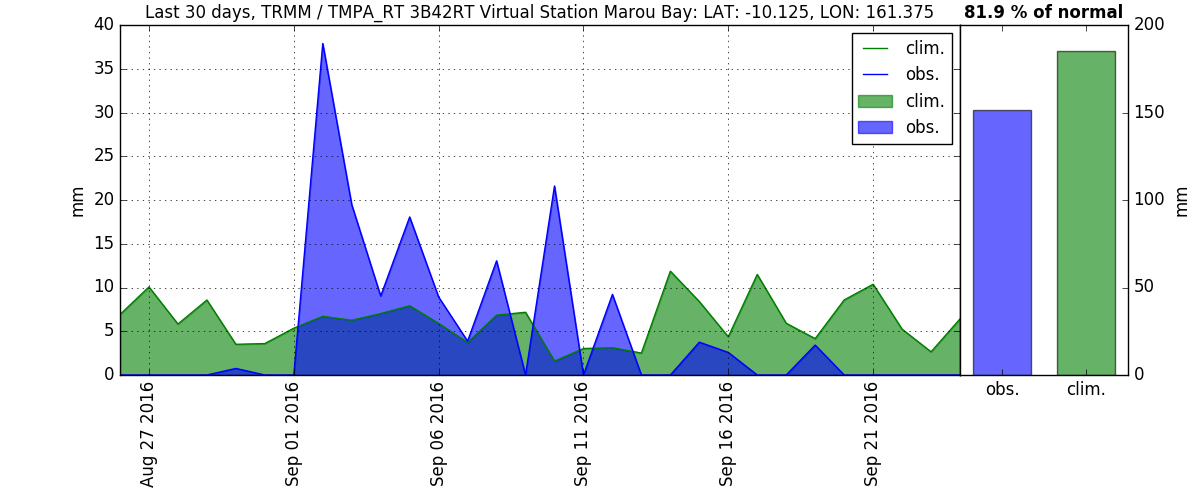 Last 30 days, TRMM / TMPA_RT 3B42RT Virtual Station Marou Bay: LAT: -10.125, LON: 161.375
81.9 % of normal
40
35
30
25
20
15
10
5
0
mm
clim.
obs.
clim.
obs.
Aug 27 2016
Sep 01 2016
Sep 06 2016
Sep 11 2016
Sep 16 2016
Sep 21 2016
200
150
100
50
0
mm
obs.
clim.